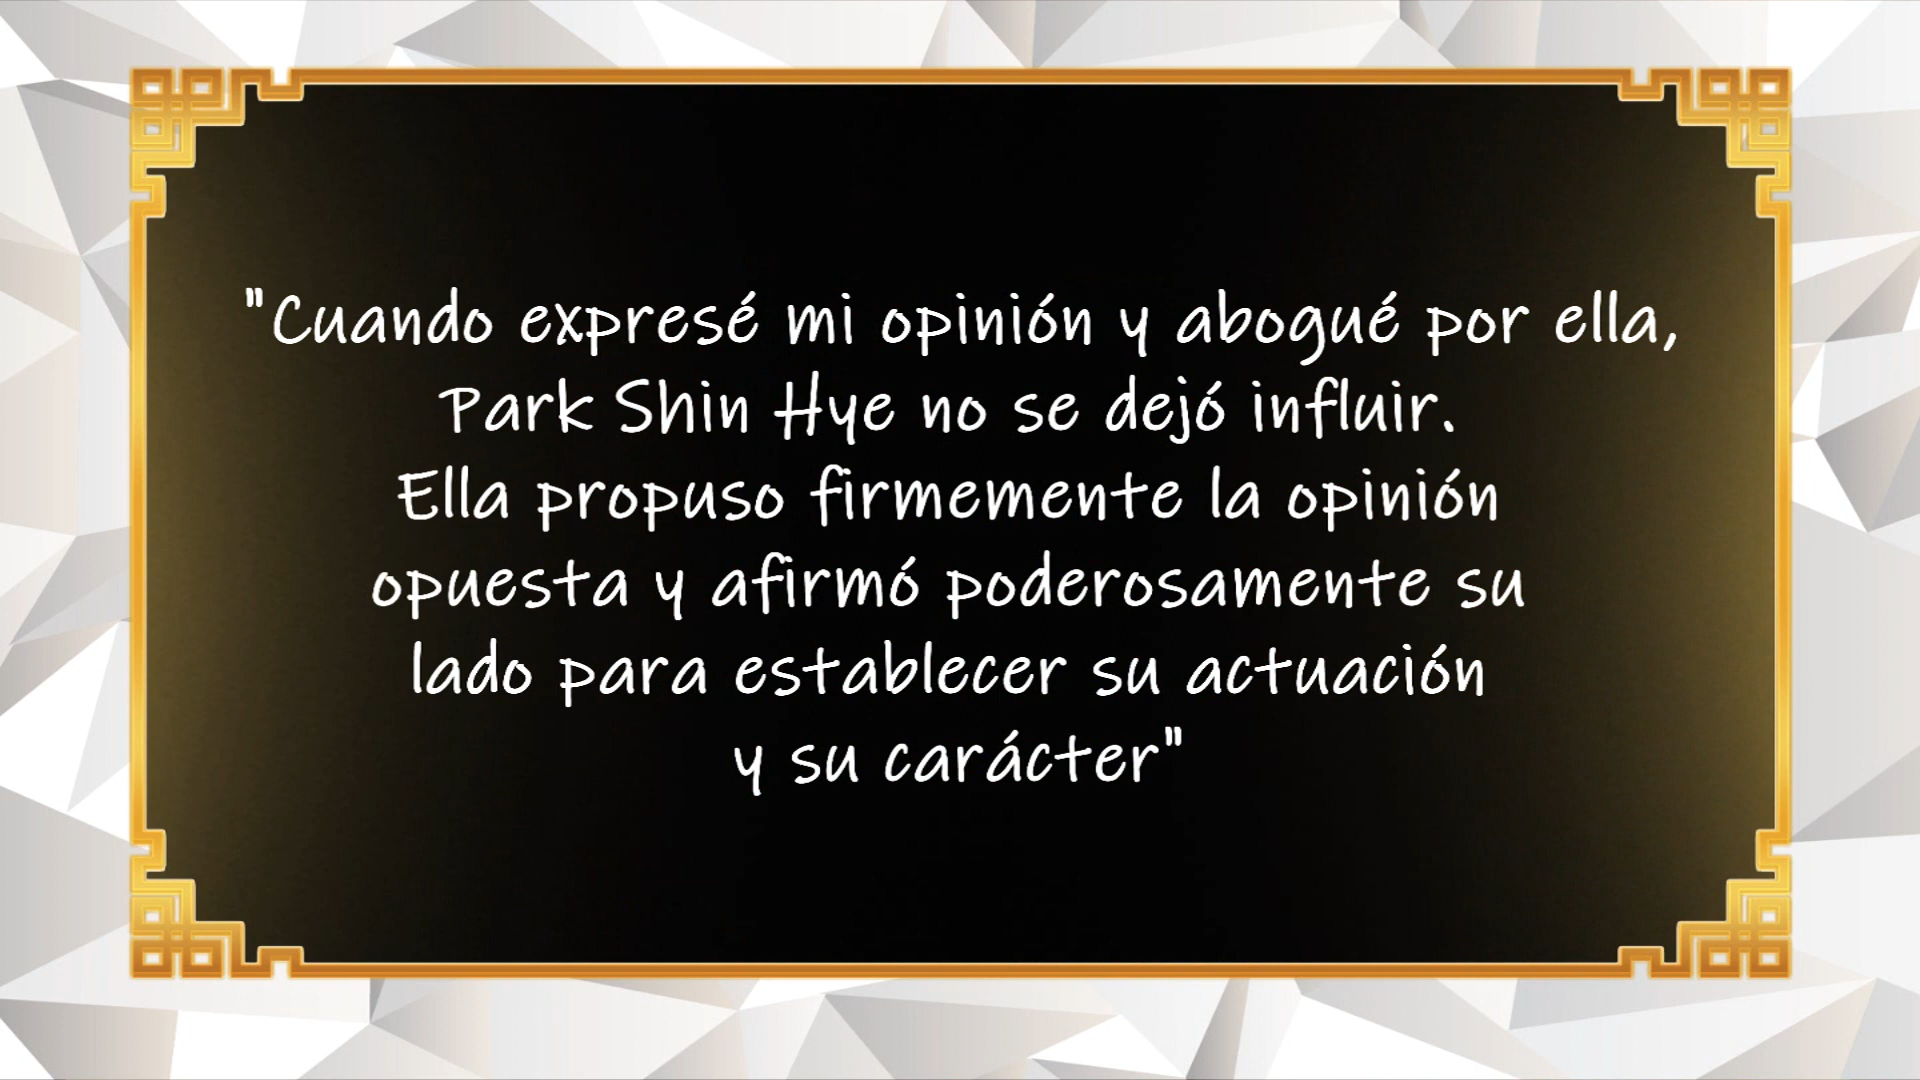 "Cuando expresé mi opinión y abogué por ella,
Park Shin Hye no se dejó influir.
Ella propuso firmemente la opinión
opuesta y afirmó poderosamente su
lado para establecer su actuación
y su carácter"